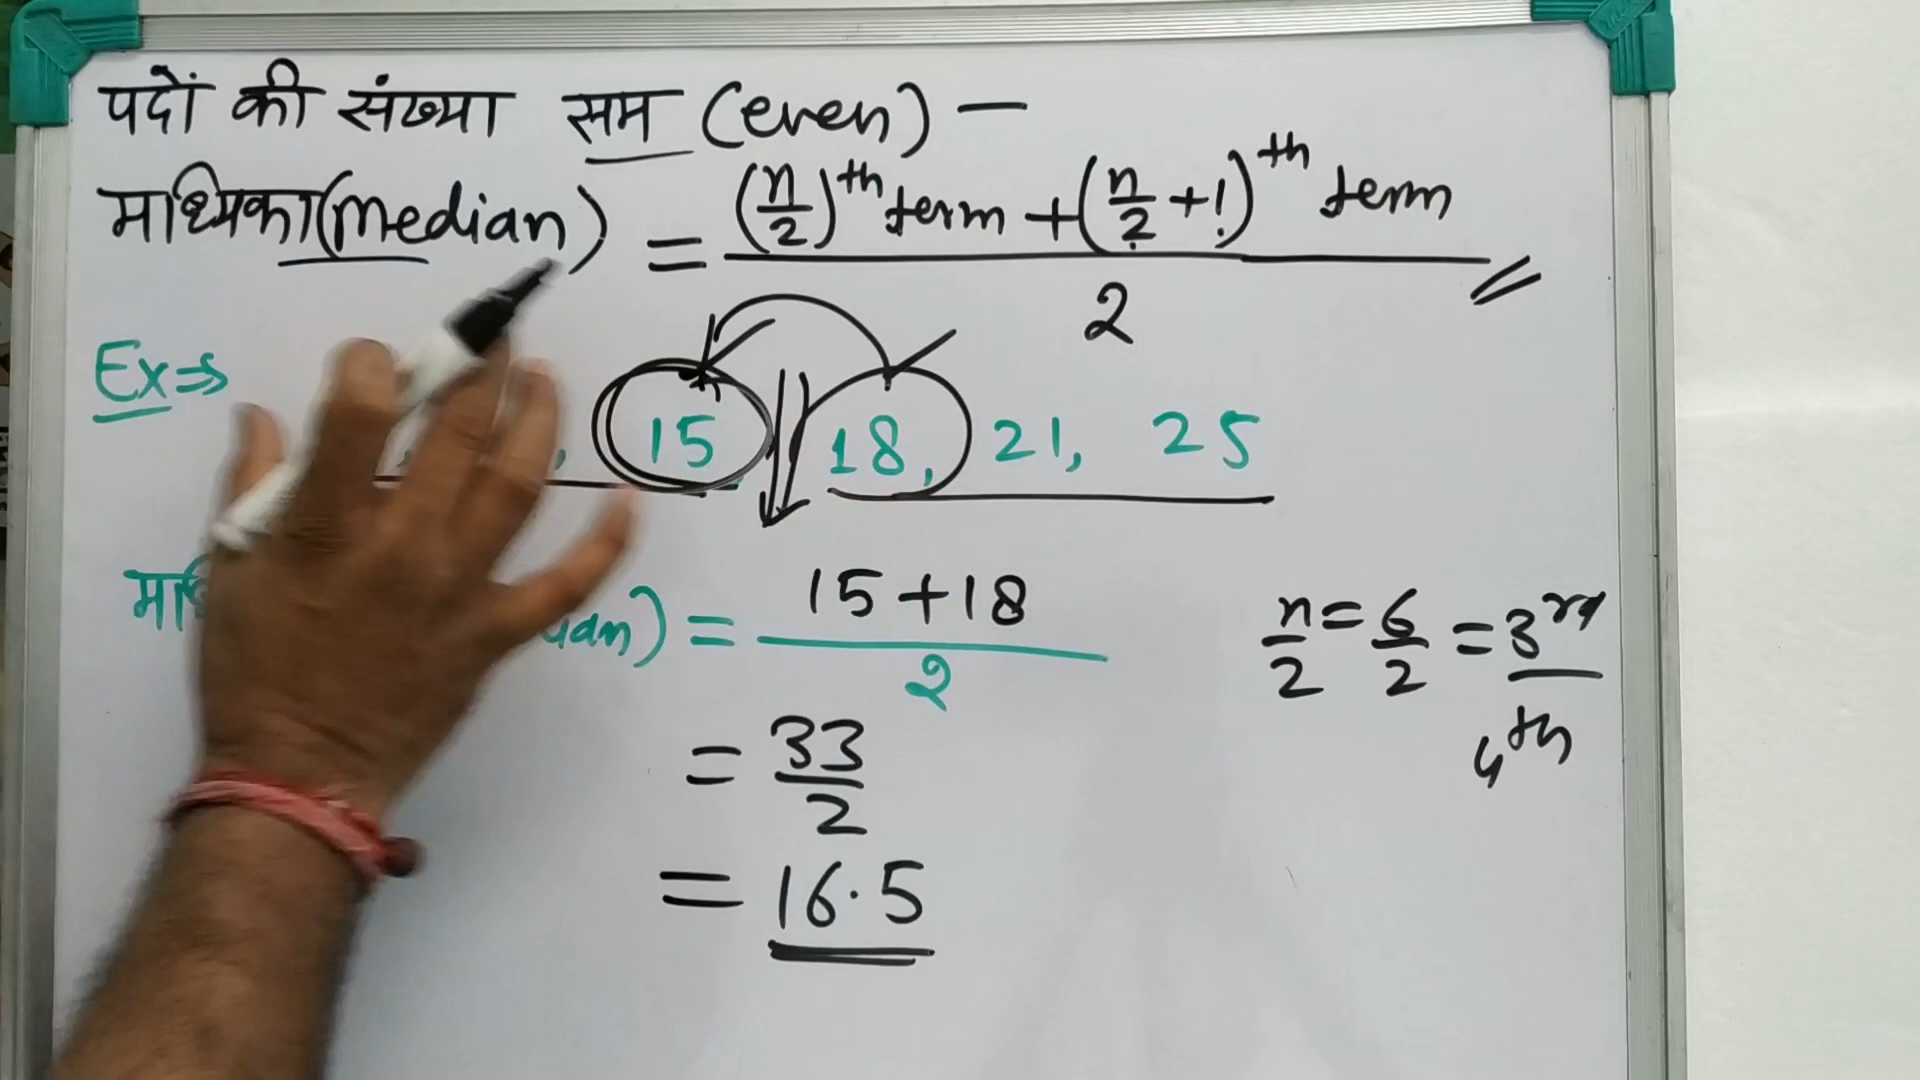 पदों की संख्या सम (even) —
माध्यिका (Median) = (n/2)th term + (n/2 + 1)th term / 2
Ex ⇒ 15 18, 21, 25
= 15 + 18 / 2
n/2 = 6/2 = 3rd
= 33/2
4th
= 16.5